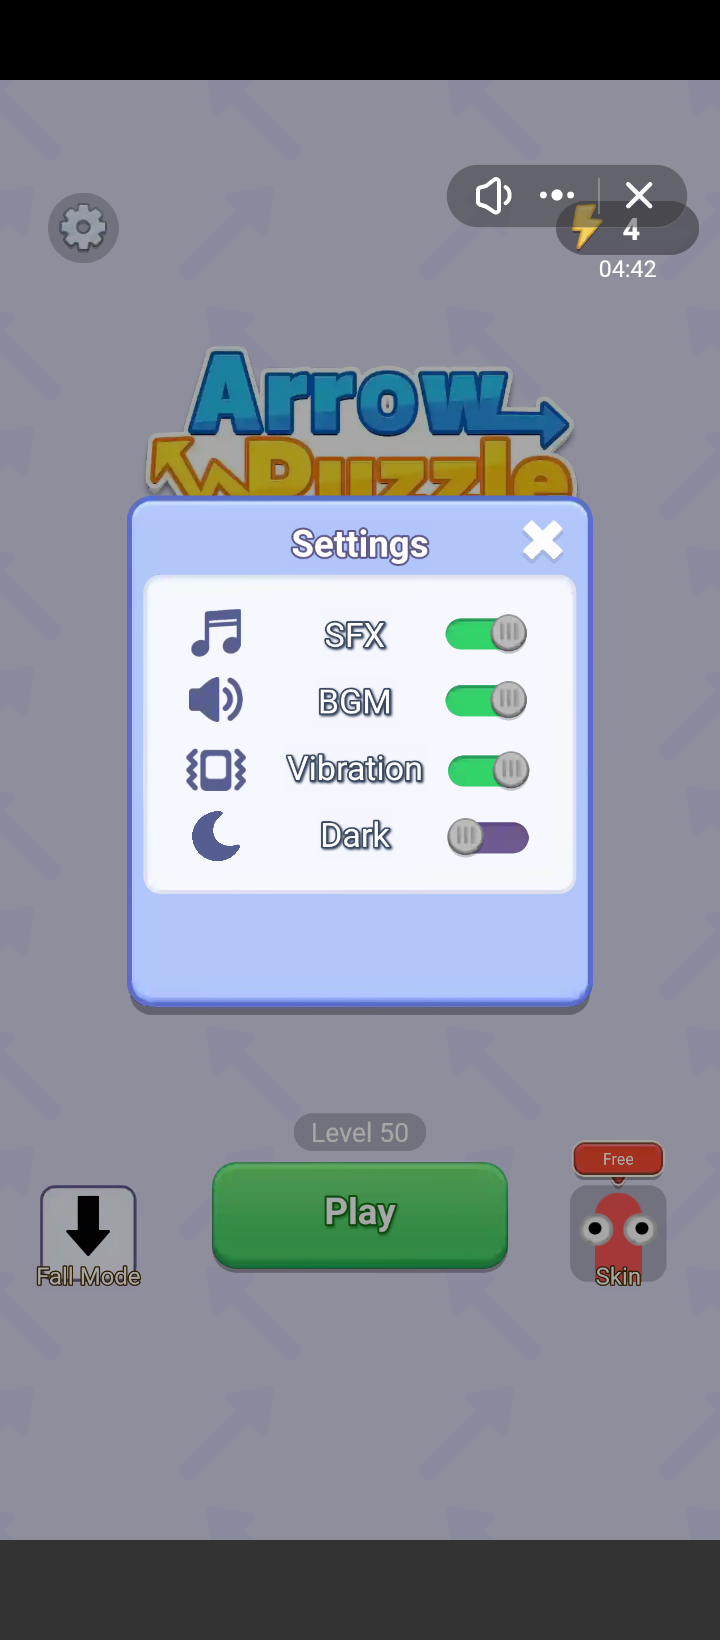 4
04:42
Arrow
Puzzle
Settings
SFX
BGM
Vibration
Dark
Level 50
Free
Play
Fall Mode
Skin